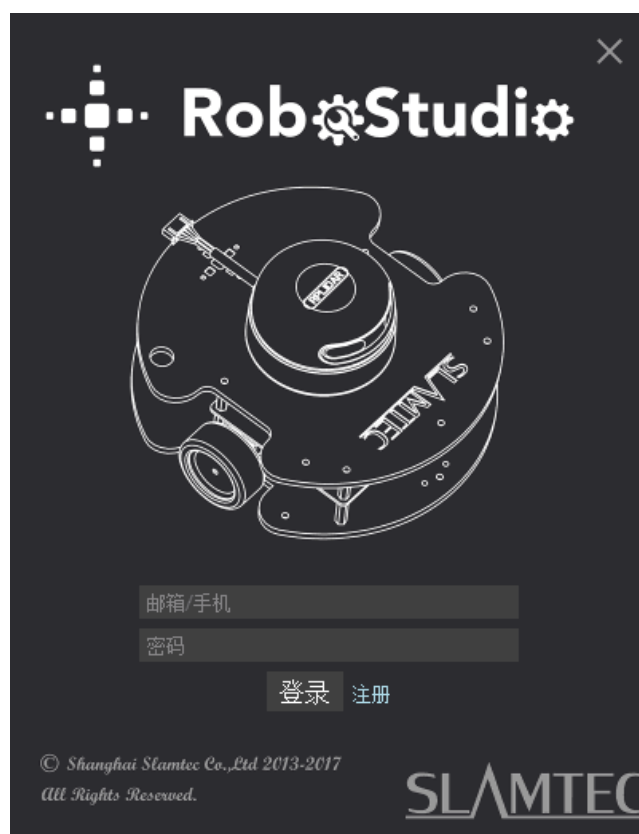 RoboStudio
RPLIDAR
SLAMTEC
邮箱/手机
密码
登录 注册
© Shanghai Slamtec Co.,Ltd 2013-2017
All Rights Reserved.
SLAMTEC